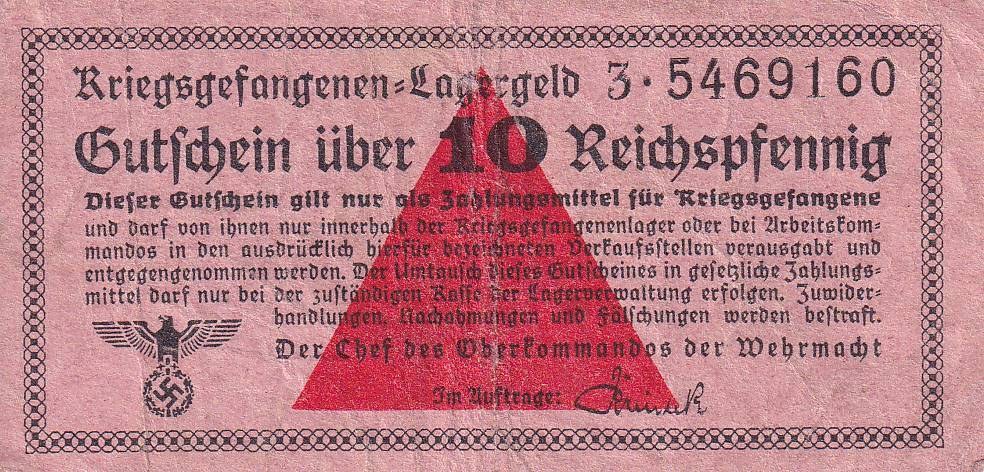 Kriegsgefangenen=Lagergeld 3·5469160
Gutschein über 10 Reichspfennig
Dieser Gutschein gilt nur als Zahlungsmittel für Kriegsgefangene
und darf von ihnen nur innerhalb der Kriegsgefangenenlager oder bei Arbeitskom=
mandos in den ausdrücklich hierfür bezeichneten Verkaufsstellen verausgabt und
entgegengenommen werden. Der Umtausch dieses Gutscheines in gesetzliche Zahlungs=
mittel darf nur bei der zuständigen Kasse der Lagerverwaltung erfolgen. Zuwider=
handlungen, Nachahmungen und Fälschungen werden bestraft.
Der Chef des Oberkommandos der Wehrmacht
Im Auftrage: